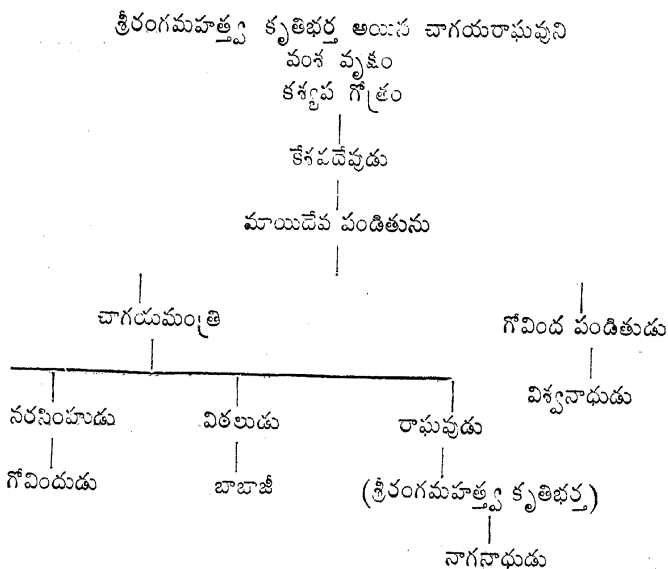 శ్రీరంగమహత్త్వ కృతిభర్త అయిన చాగయరాఘవుని
వంశ వృక్షం
కశ్యప గోత్రం
కేశవదేవుడు
మాయిదేవ పండితును
చాగయమంత్రి
గోవింద పండితుడు
నరసింహుడు విఠలుడు రాఘవుడు విశ్వనాధుడు
గోవిందుడు బాబాజీ (శ్రీరంగమహత్త్వ కృతిభర్త)
నాగనాధుడు